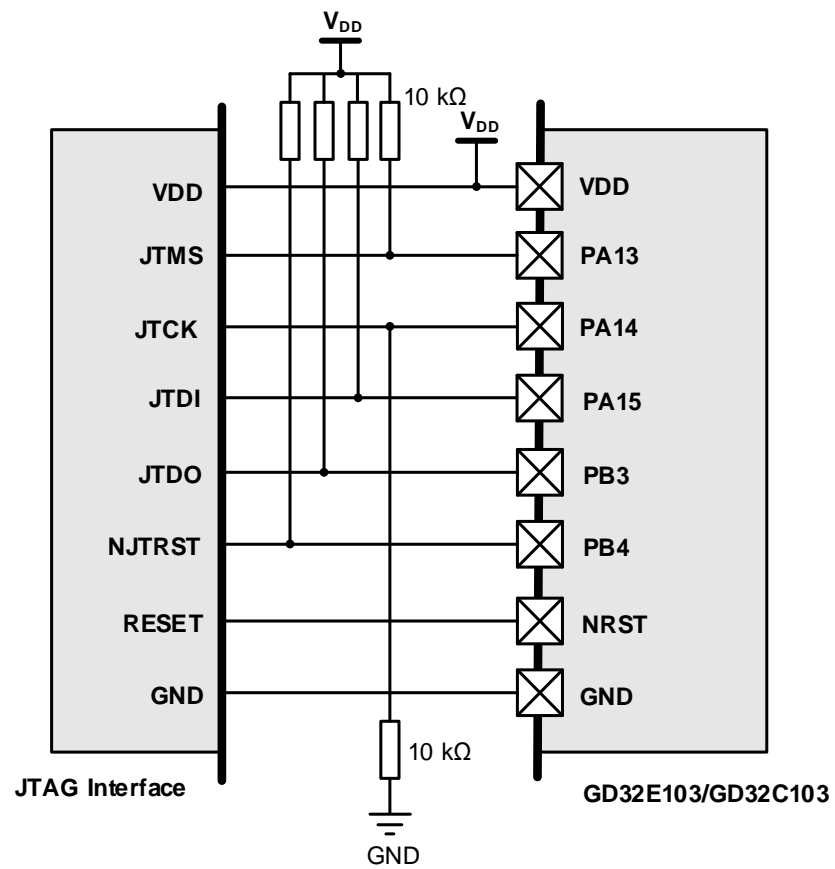 VDD
10 kΩ
VDD
VDD
VDD
JTMS
PA13
JTCK
PA14
JTDI
PA15
JTDO
PB3
NJTRST
PB4
RESET
NRST
GND
GND
10 kΩ
JTAG Interface
GD32E103/GD32C103
GND